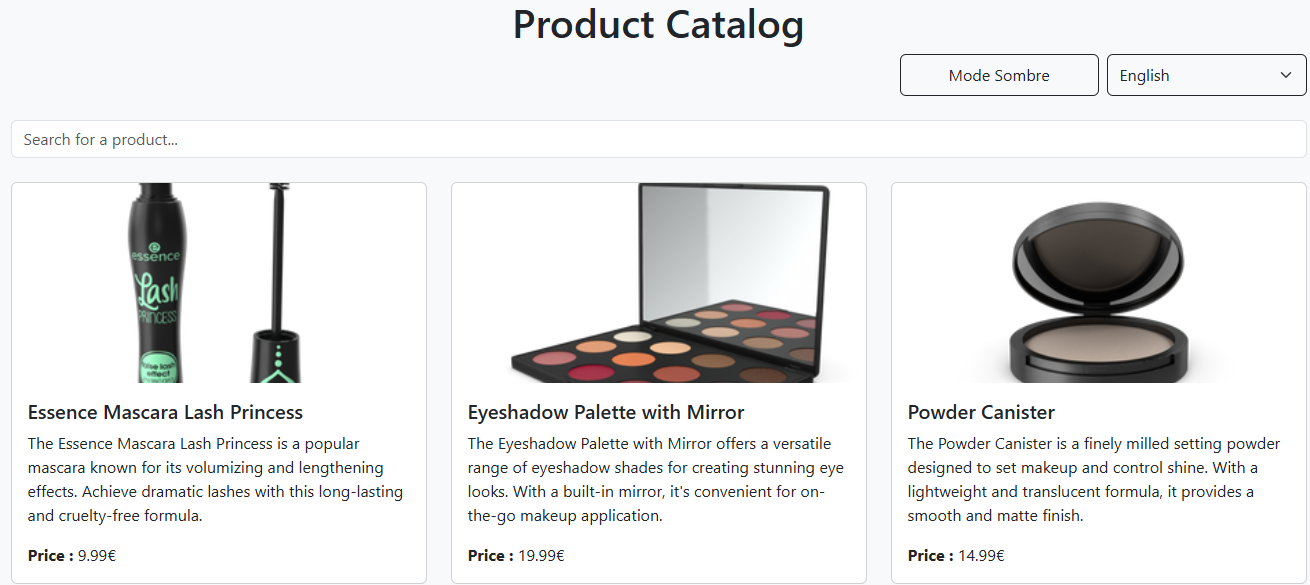 Product Catalog
Mode Sombre
English
Search for a product...
essence
Lash
PRINCESS
false lash
effect
Essence Mascara Lash Princess
The Essence Mascara Lash Princess is a popular
mascara known for its volumizing and lengthening
effects. Achieve dramatic lashes with this long-lasting
and cruelty-free formula.
Price : 9.99€
Eyeshadow Palette with Mirror
The Eyeshadow Palette with Mirror offers a versatile
range of eyeshadow shades for creating stunning eye
looks. With a built-in mirror, it's convenient for on-
the-go makeup application.
Price : 19.99€
Powder Canister
The Powder Canister is a finely milled setting powder
designed to set makeup and control shine. With a
lightweight and translucent formula, it provides a
smooth and matte finish.
Price : 14.99€